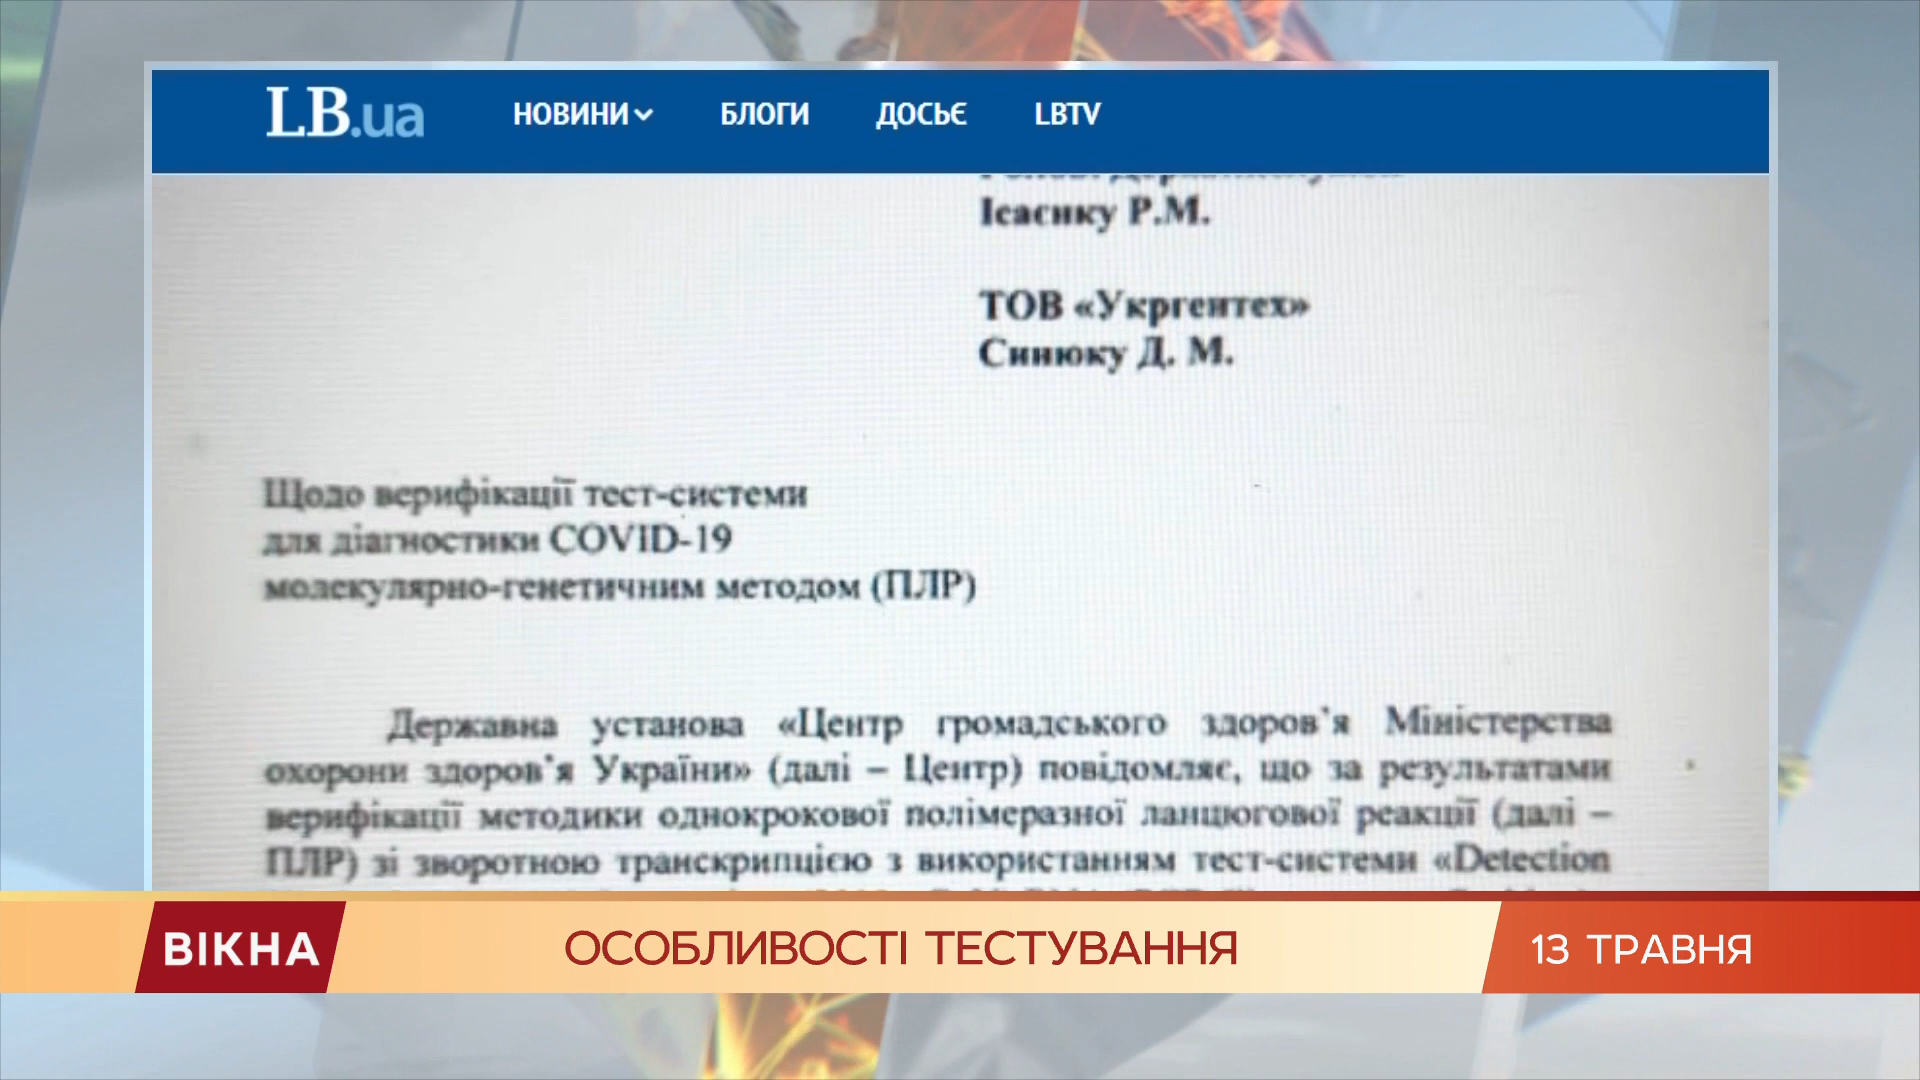 LB.ua НОВИНИ БЛОГИ ДОСЬЄ LBTV
Ісасику Р.М.
ТОВ «Укргентех»
Синюку Д. М.
Щодо верифікації тест-системи
для діагностики COVID-19
молекулярно-генетичним методом (ПЛР)
Державна установа «Центр громадського здоров'я Міністерства
охорони здоров'я України» (далі – Центр) повідомляє, що за результатами
верифікації методики однокрокової полімеразної ланцюгової реакції (далі –
ПЛР) зі зворотною транскрипцією з використанням тест-системи «Detection
ВІКНА ОСОБЛИВОСТІ ТЕСТУВАННЯ 13 ТРАВНЯ